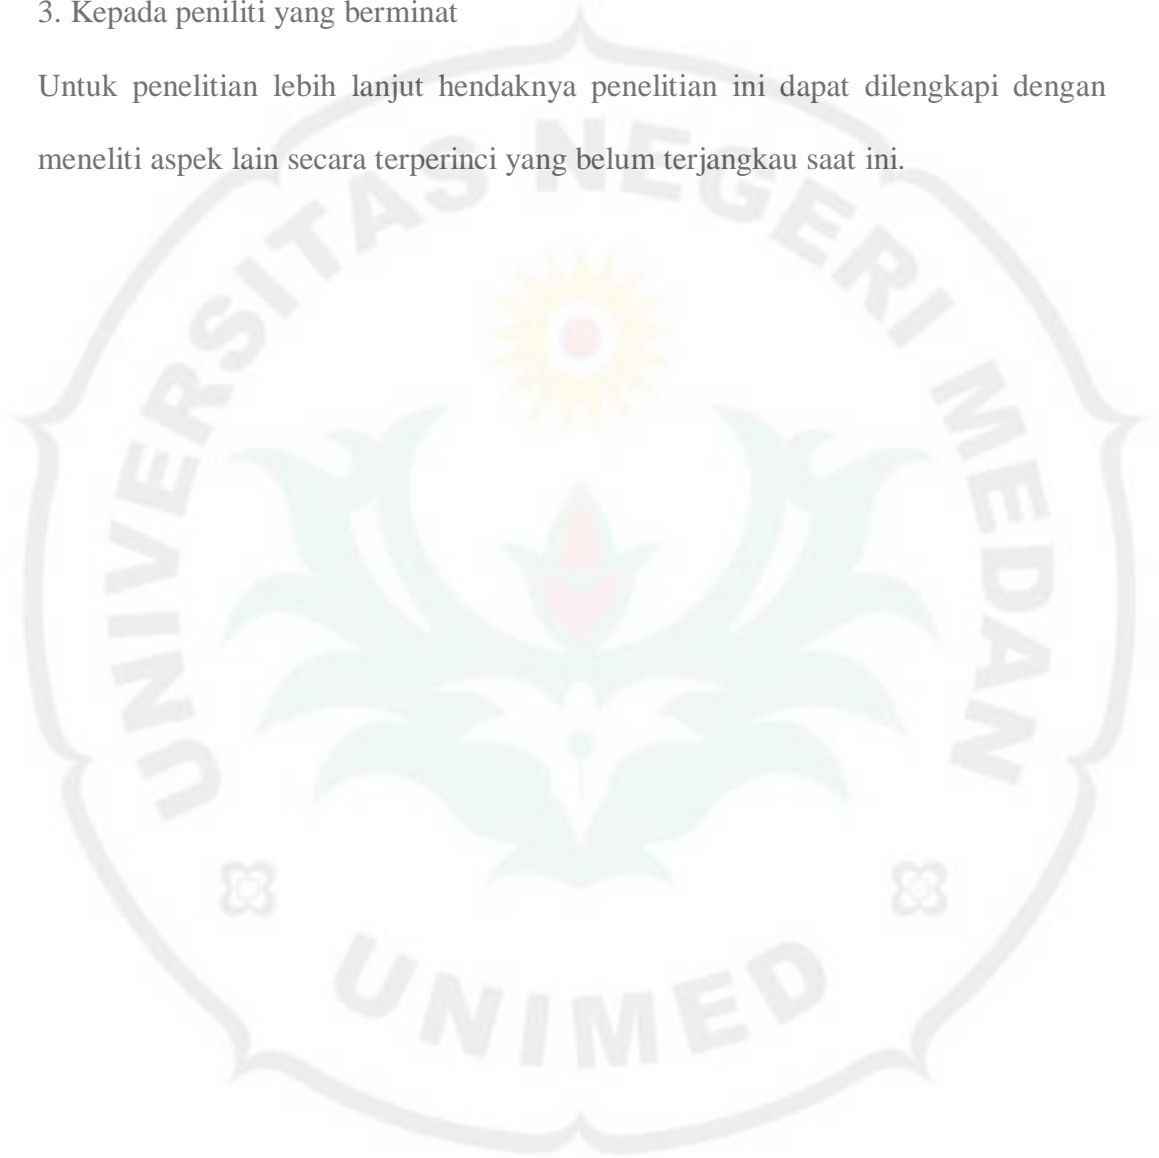 3. Kepada peniliti yang berminat
Untuk penelitian lebih lanjut hendaknya penelitian ini dapat dilengkapi dengan
meneliti aspek lain secara terperinci yang belum terjangkau saat ini.
UNIVERSITAS NEGERI MEDAN
UNIMED